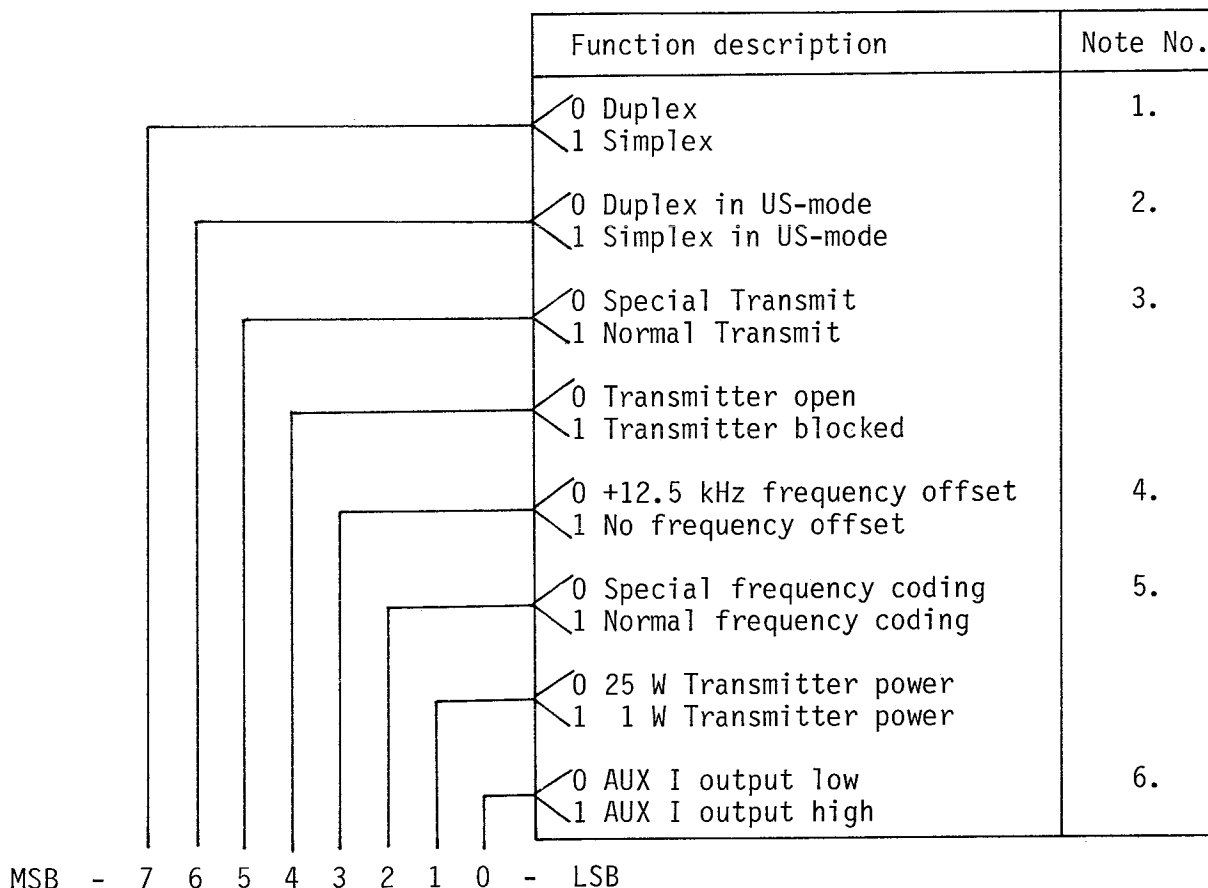 Function description Note No.
0 Duplex 1.
1 Simplex
0 Duplex in US-mode 2.
1 Simplex in US-mode
0 Special Transmit 3.
1 Normal Transmit
0 Transmitter open
1 Transmitter blocked
0 +12.5 kHz frequency offset 4.
1 No frequency offset
0 Special frequency coding 5.
1 Normal frequency coding
0 25 W Transmitter power
1 1 W Transmitter power
0 AUX I output low 6.
1 AUX I output high
MSB - 7 6 5 4 3 2 1 0 - LSB